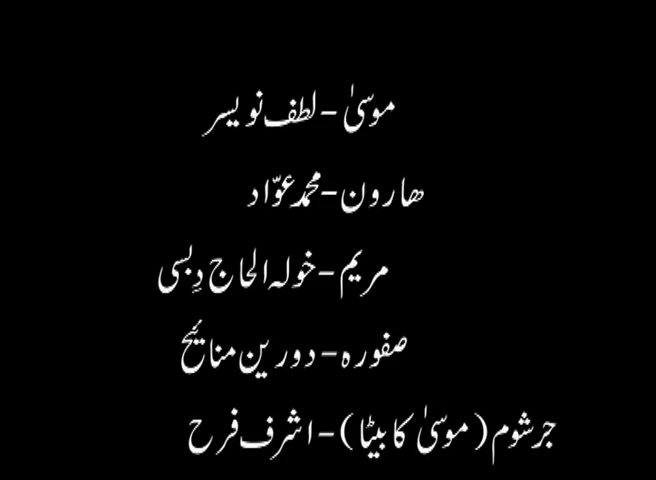 موسیٰ - لطف نویسر
ھارون - محمد عوّاد
مریم - خولہ الحاج دِبسی
صفورہ - دورین منائیح
جرشوم (موسیٰ کا بیٹا) - اشرف فرح